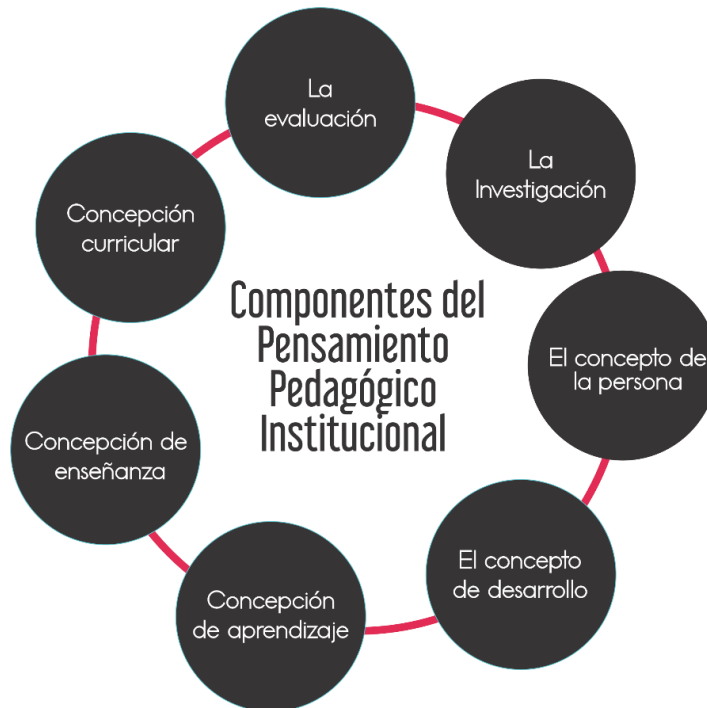 La
evaluación
La
Investigación
El concepto de
la persona
El concepto
de desarrollo
Concepción
de aprendizaje
Concepción de
enseñanza
Concepción
curricular
Componentes del
Pensamiento
Pedagógico
Institucional